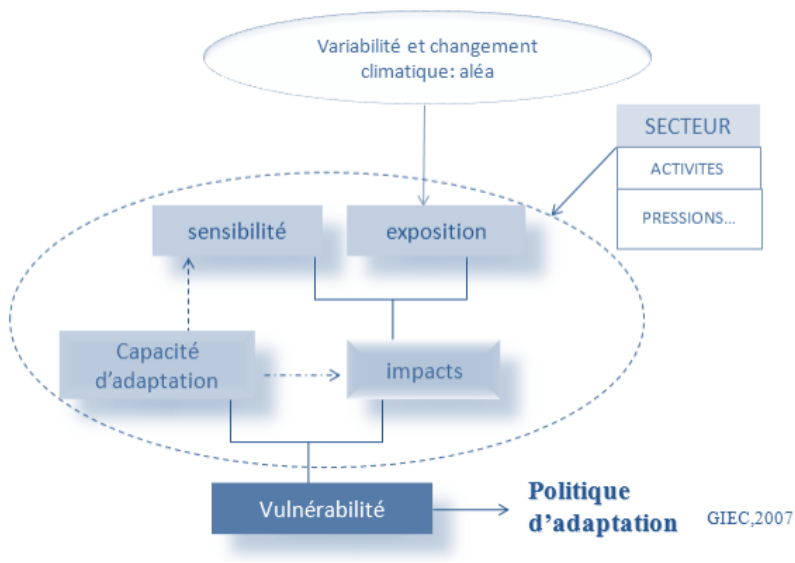 Variabilité et changement
climatique: aléa
SECTEUR
ACTIVITES
PRESSIONS...
sensibilité
exposition
Capacité
d'adaptation
impacts
Vulnérabilité
Politique
d'adaptation
GIEC,2007